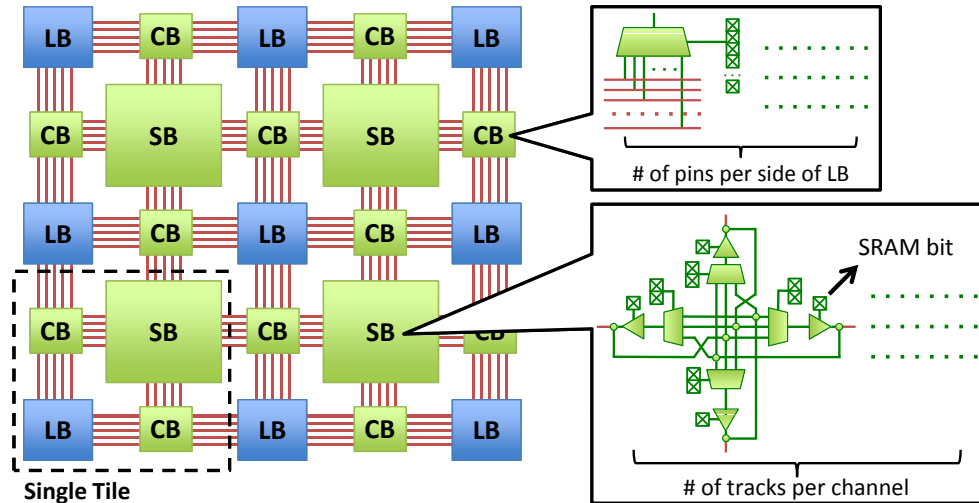 LB CB LB CB LB
CB SB CB SB CB
# of pins per side of LB
LB CB LB CB LB
SRAM bit
CB SB CB SB CB
LB CB LB CB LB
# of tracks per channel
Single Tile